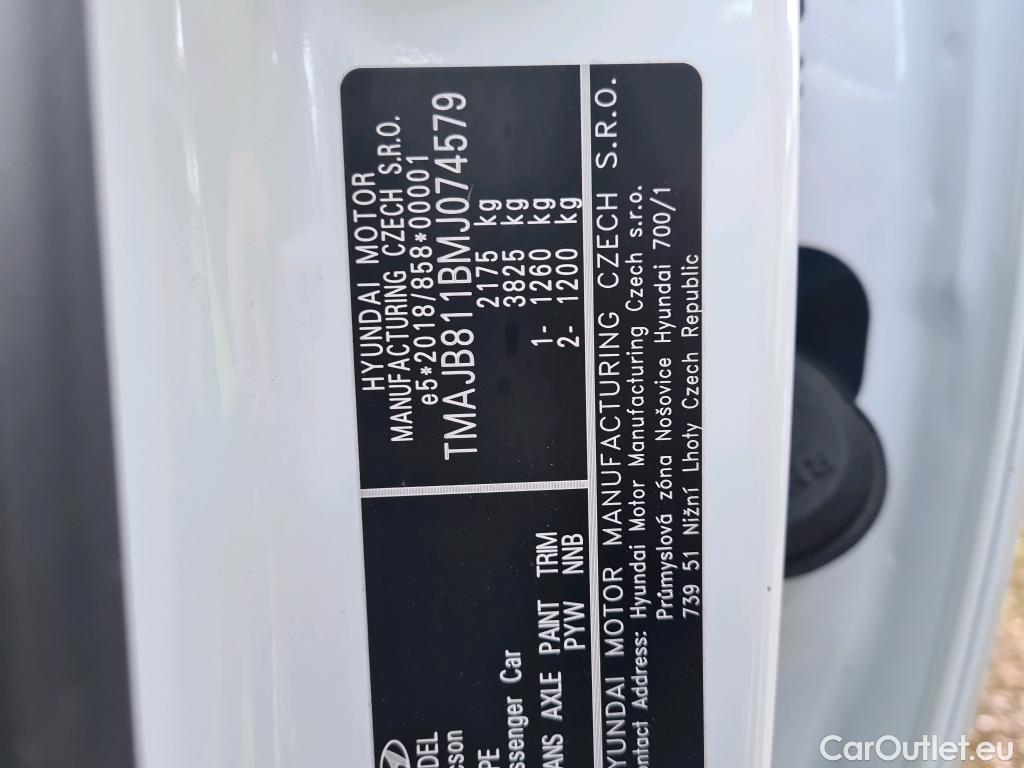 HYUNDAI MOTOR
MANUFACTURING CZECH S.R.O.
e5*2018/858*00001
TMAJB811BMJ074579
2175 kg
3825 kg
1- 1260 kg
2- 1200 kg
DEL
cson
PE
ssenger Car
ANS AXLE PAINT TRIM
PYW NNB
YUNDAI MOTOR MANUFACTURING CZECH S.R.O.
ontact Address: Hyundai Motor Manufacturing Czech s.r.o.
Průmyslová zóna Nošovice Hyundai 700/1
739 51 Nižní Lhoty Czech Republic
CarOutlet.eu